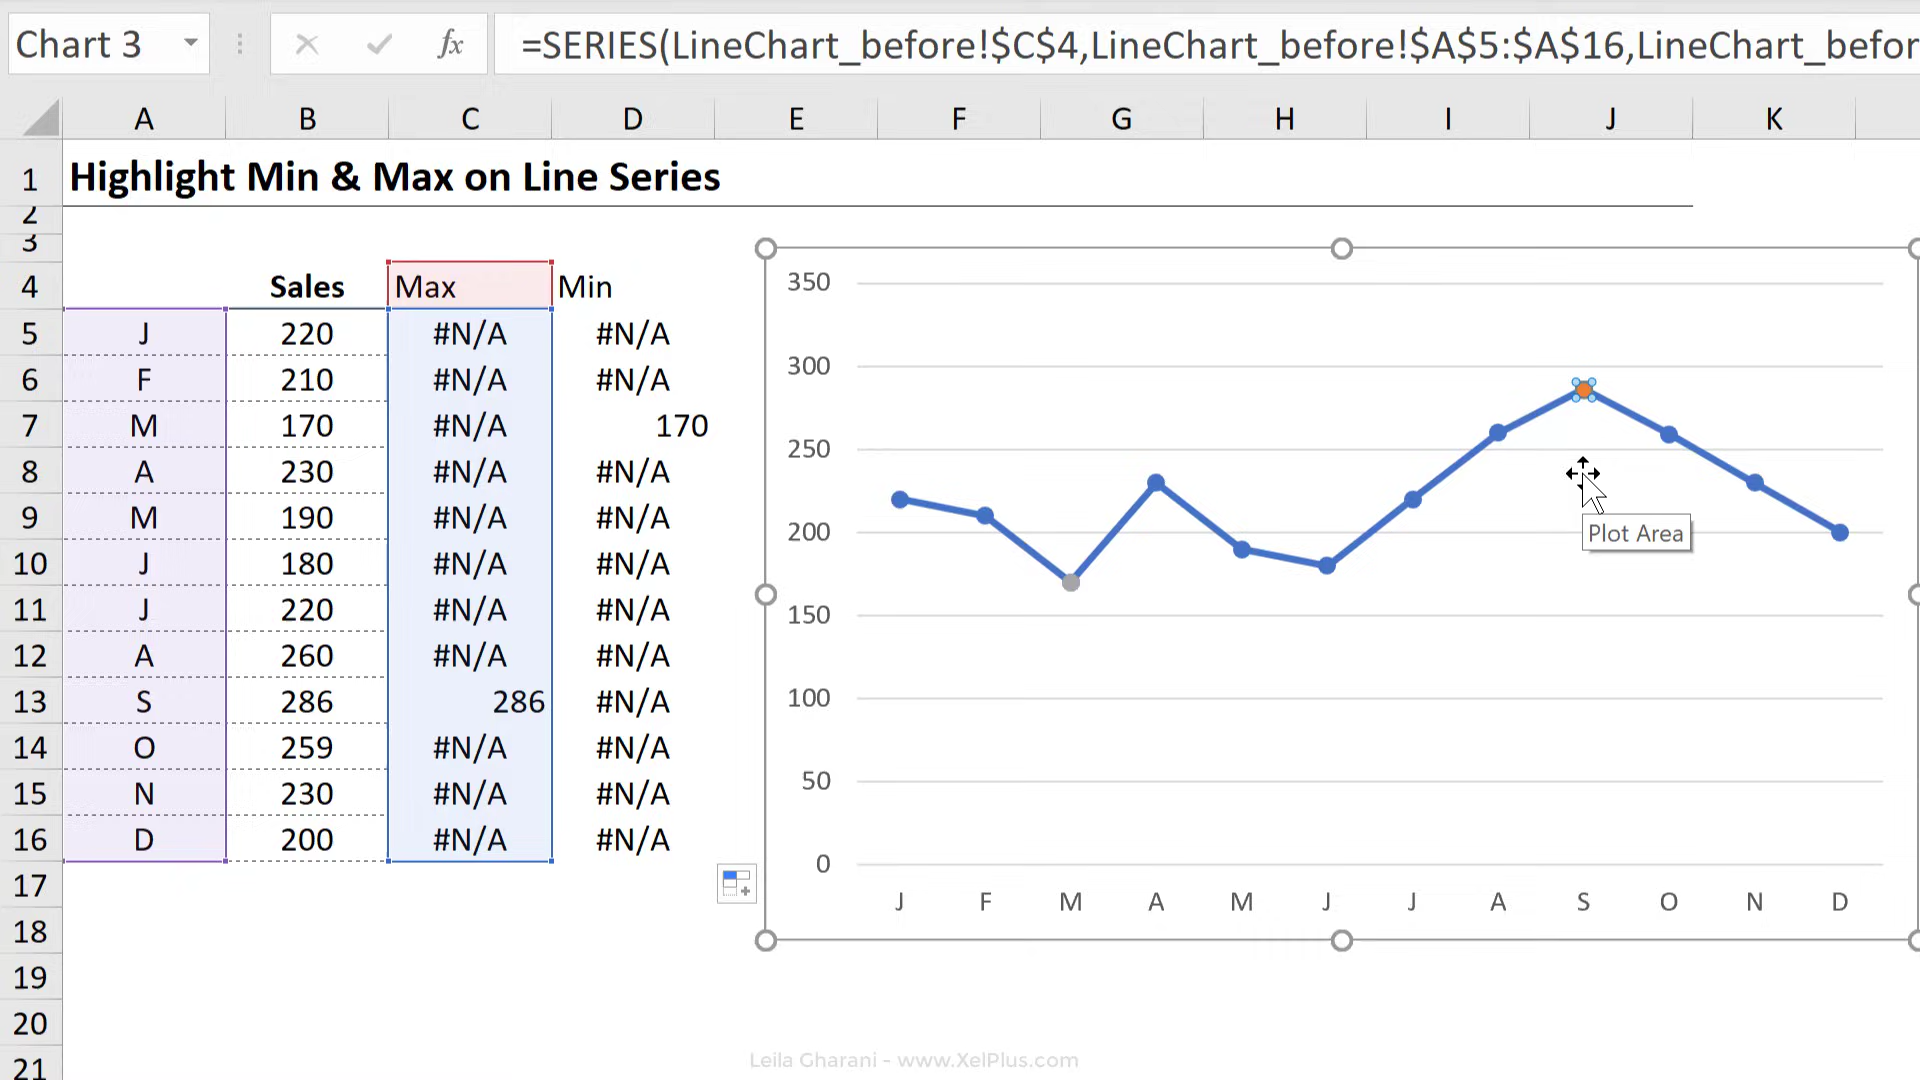 Chart 3 fx =SERIES(LineChart_before!$C$4,LineChart_before!$A$5:$A$16,LineChart_befor
A B C D E F G H I J K
1 Highlight Min & Max on Line Series
2
3
4 Sales Max Min
5 J 220 #N/A #N/A
6 F 210 #N/A #N/A
7 M 170 #N/A 170
8 A 230 #N/A #N/A
9 M 190 #N/A #N/A
10 J 180 #N/A #N/A
11 J 220 #N/A #N/A
12 A 260 #N/A #N/A
13 S 286 286 #N/A
14 O 259 #N/A #N/A
15 N 230 #N/A #N/A
16 D 200 #N/A #N/A
17
18
19
20
21
350
300
250
200
150
100
50
0
J F M A M J J A S O N D
Plot Area
Leila Gharani - www.XelPlus.com